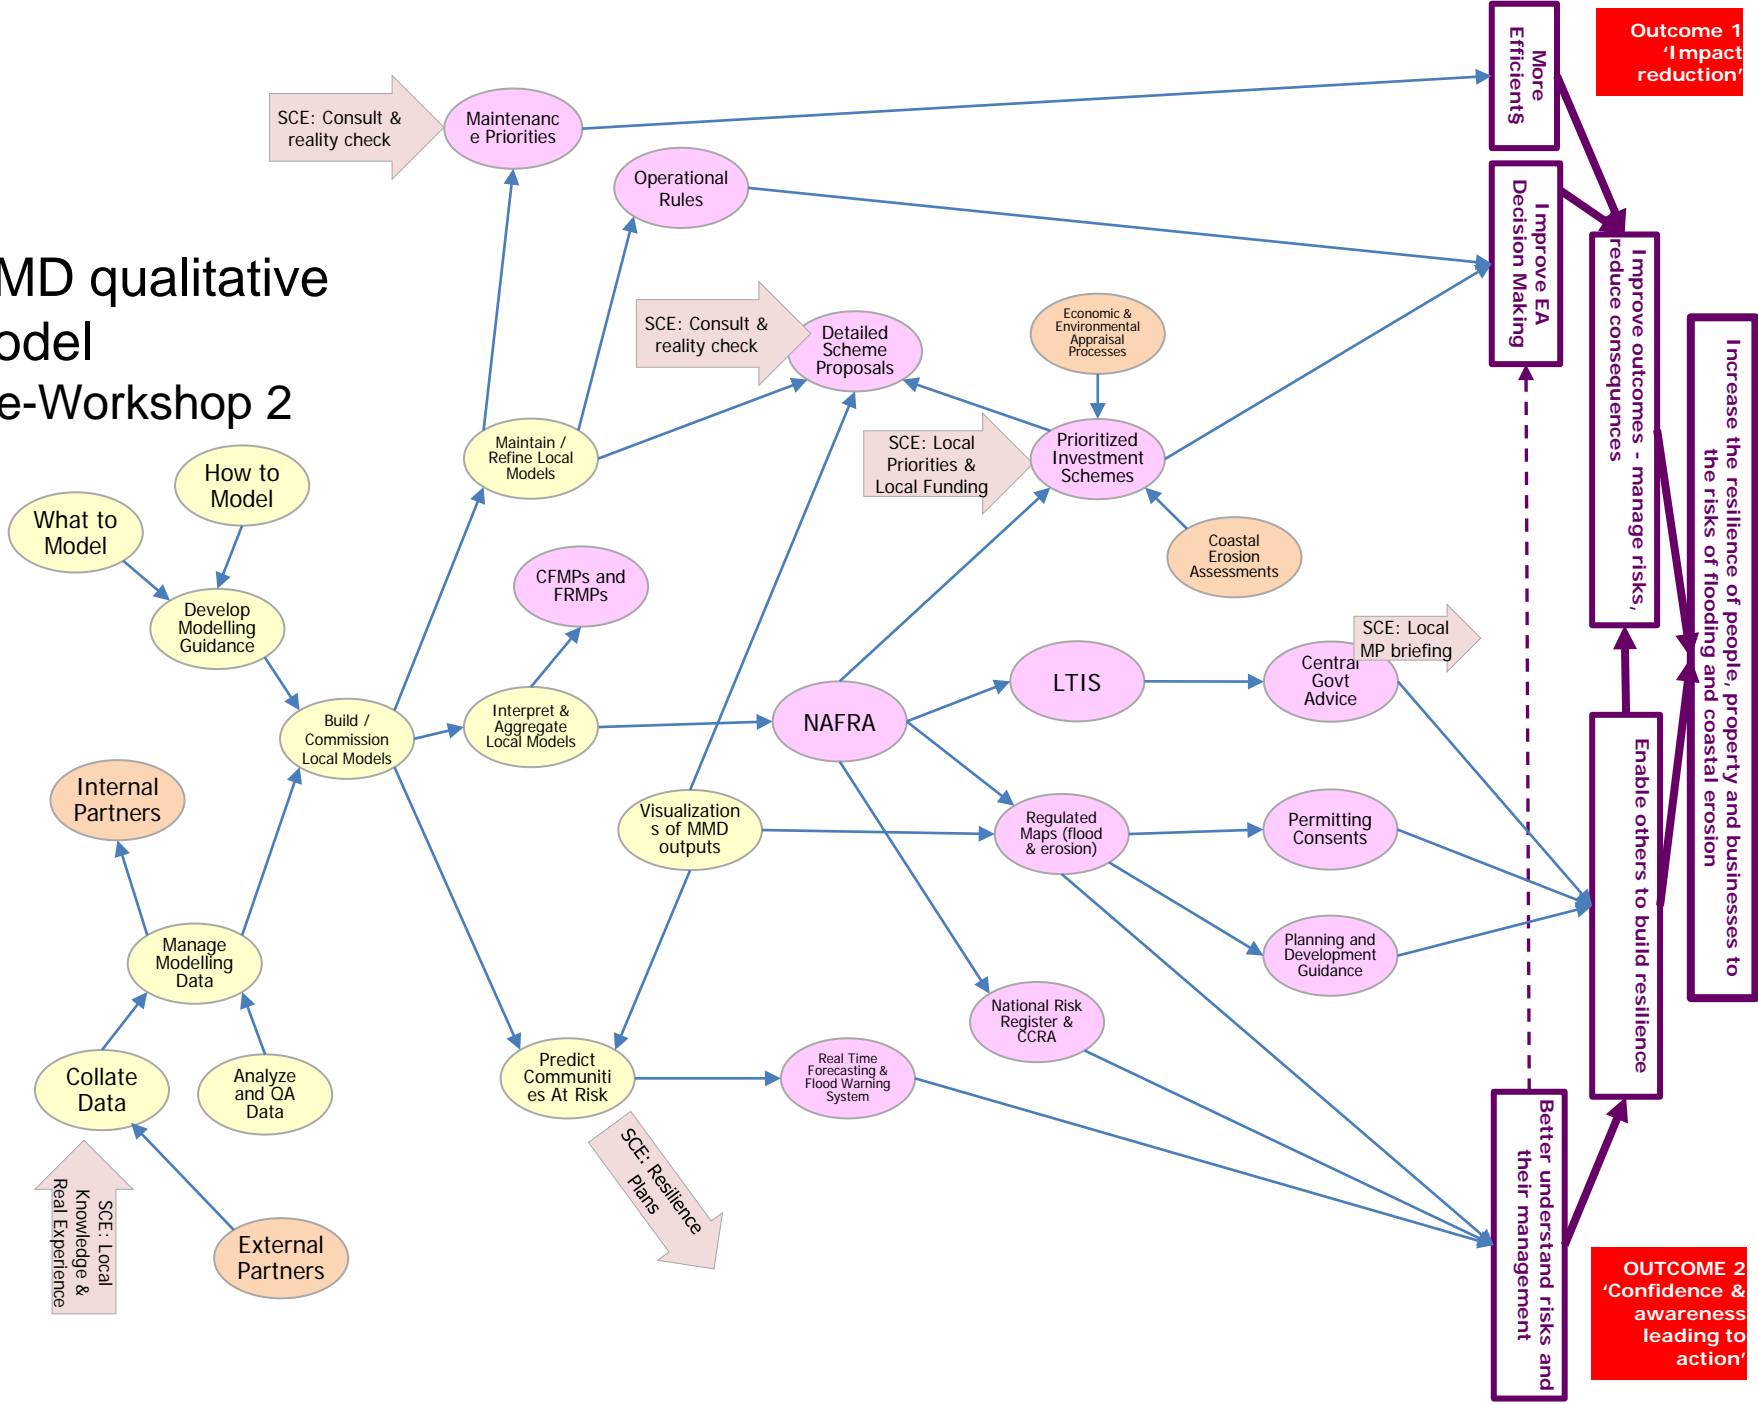 MD qualitative
odel
e-Workshop 2
SCE: Consult &
reality check
Maintenanc
e Priorities
Operational
Rules
SCE: Consult &
reality check
Detailed
Scheme
Proposals
Economic &
Environmental
Appraisal
Processes
Maintain /
Refine Local
Models
SCE: Local
Priorities &
Local Funding
Prioritized
Investment
Schemes
How to
Model
What to
Model
Coastal
Erosion
Assessments
CFMPs and
FRMPs
Develop
Modelling
Guidance
SCE: Local
MP briefing
Central
Govt
Advice
LTIS
NAFRA
Build /
Commission
Local Models
Interpret &
Aggregate
Local Models
Internal
Partners
Visualization
s of MMD
outputs
Regulated
Maps (flood
& erosion)
Permitting
Consents
Manage
Modelling
Data
Planning and
Development
Guidance
National Risk
Register &
CCRA
Collate
Data
Analyze
and QA
Data
Predict
Communiti
es At Risk
Real Time
Forecasting &
Flood Warning
System
SCE: Resilience
Plans
SCE: Local
Knowledge &
Real Experience
External
Partners
More
Efficient
Improve EA
Decision Making
Improve outcomes - manage risks,
reduce consequences
Increase the resilience of people, property and businesses to
the risks of flooding and coastal erosion
Enable others to build resilience
Better understand risks and
their management
Outcome 1
‘Impact
reduction’
OUTCOME 2
‘Confidence &
awareness
leading to
action’